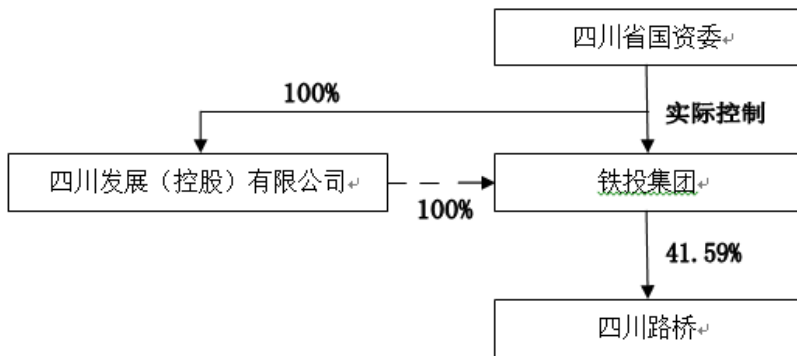 四川省国资委
100%
实际控制
四川发展（控股）有限公司
铁投集团
100%
41.59%
四川路桥